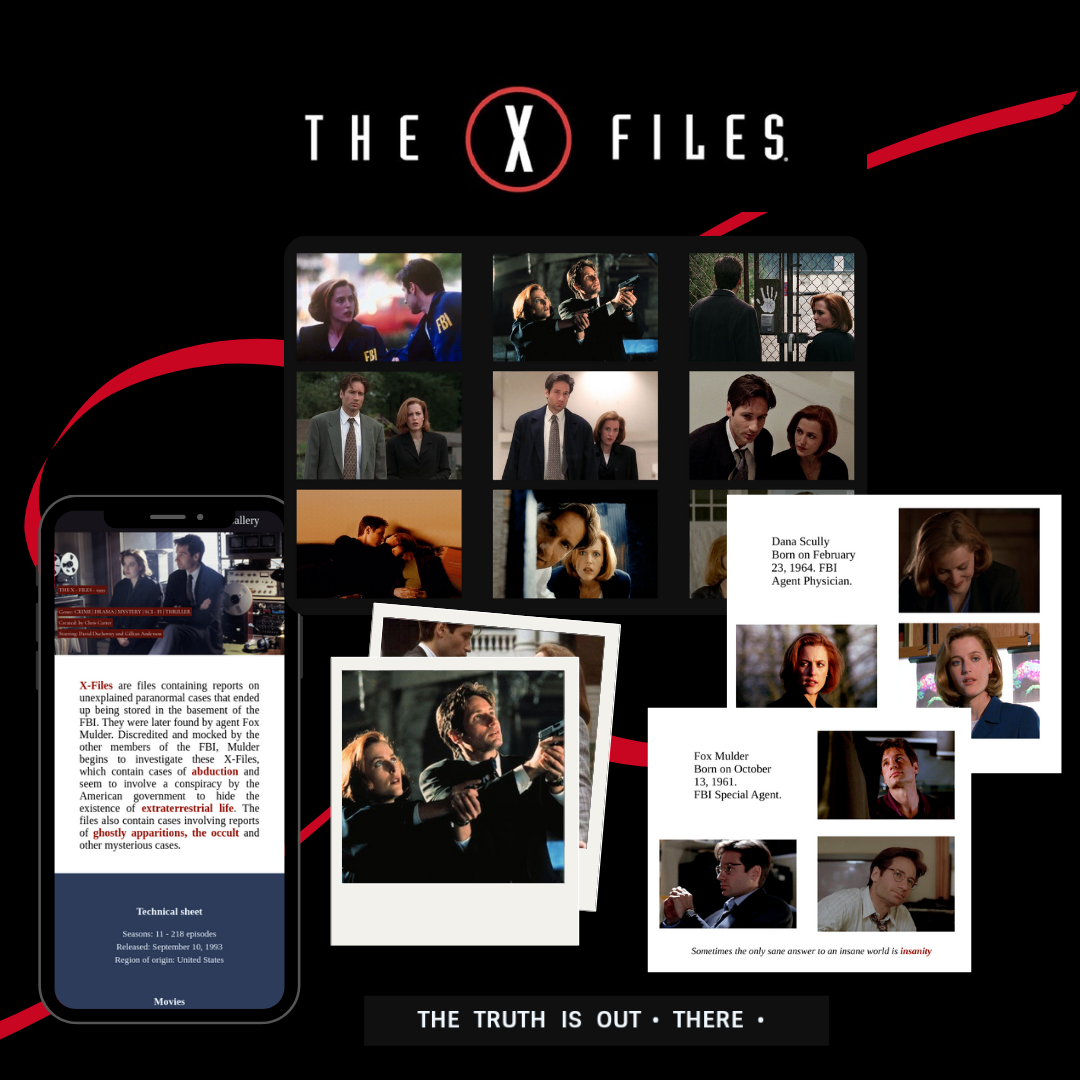 THE X FILES
FBI
FBI
allery
THE X - FILES - 1993
Genre: CRIME | DRAMA | MYSTERY | SCI - FI | THRILLER
Created by Chris Carter
Starring: David Duchovny and Gillian Anderson
X-Files are files containing reports on
unexplained paranormal cases that ended
up being stored in the basement of the
FBI. They were later found by agent Fox
Mulder. Discredited and mocked by the
other members of the FBI, Mulder
begins to investigate these X-Files,
which contain cases of abduction and
seem to involve a conspiracy by the
American government to hide the
existence of extraterrestrial life. The
files also contain cases involving reports
of ghostly apparitions, the occult and
other mysterious cases.
Technical sheet
Seasons: 11 - 218 episodes
Released: September 10, 1993
Region of origin: United States
Movies
Dana Scully
Born on February
23, 1964. FBI
Agent Physician.
Fox Mulder
Born on October
13, 1961.
FBI Special Agent.
Sometimes the only sane answer to an insane world is insanity
THE TRUTH IS OUT • THERE •